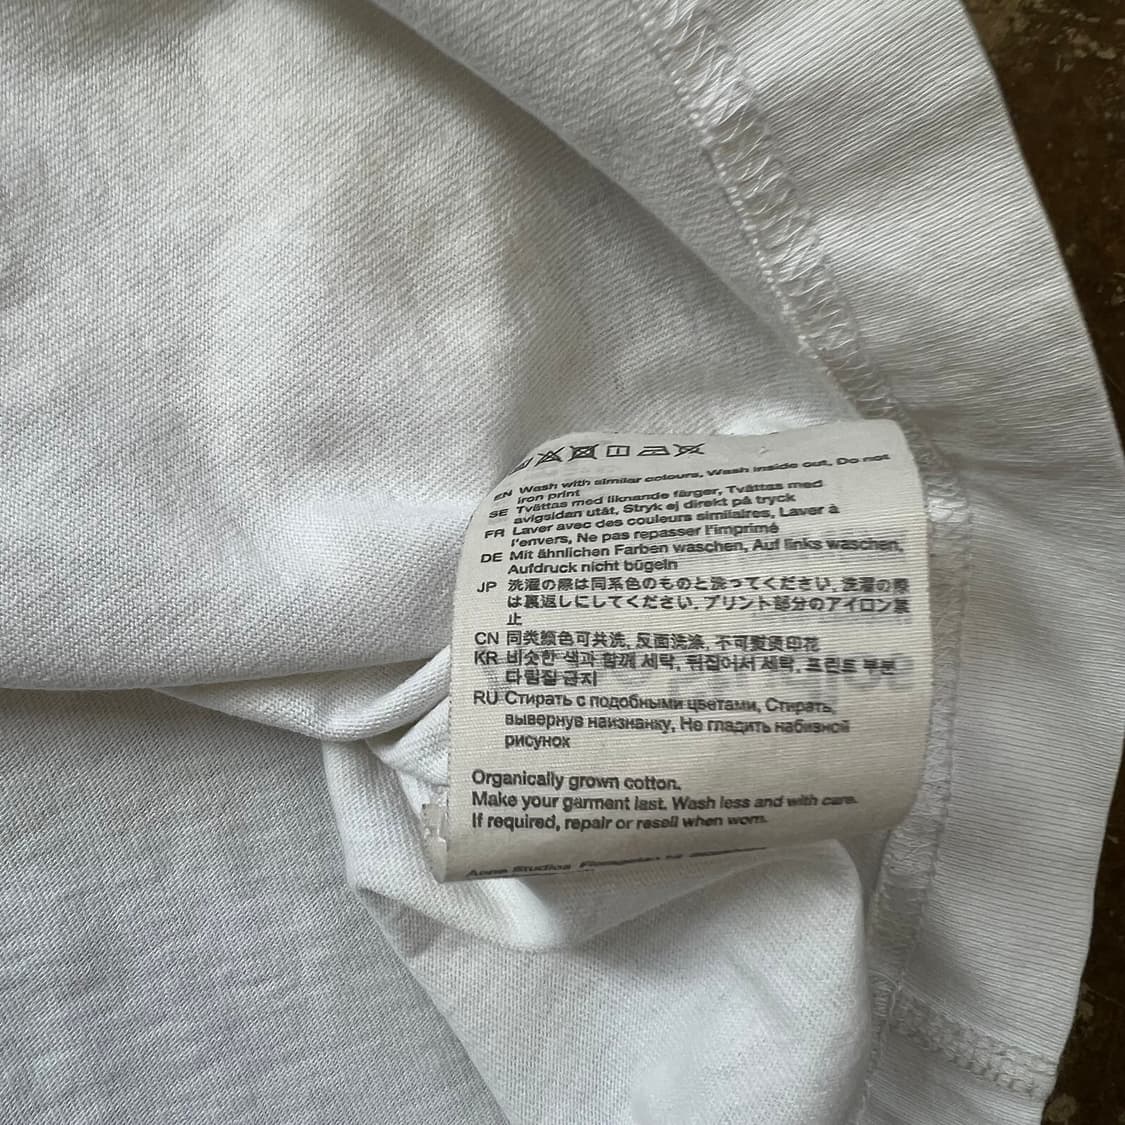 EN Wash with similar colours, Wash inside out, Do not
iron print
SE Tvättas med liknande färger, Tvättas med
avigsidan utåt, Stryk ej direkt på tryck
FR Laver avec des couleurs similaires, Laver à
l'envers, Ne pas repasser l'imprimé
DE Mit ähnlichen Farben waschen, Auf links waschen,
Aufdruck nicht bügeln
JP 洗濯の際は同系色のものと洗ってください, 洗濯の際
は裏返しにしてください, プリント部分のアイロン禁
止
CN 同类颜色可共洗, 反面洗涤, 不可熨烫印花
KR 비슷한 색과 함께 세탁, 뒤집어서 세탁, 프린트 부분
다림질 금지
RU Стирать с подобными цветами, Стирать,
вывернув наизнанку, Не гладить набивной
рисунок
Organically grown cotton.
Make your garment last. Wash less and with care.
If required, repair or resell when worn.
Acne Studios